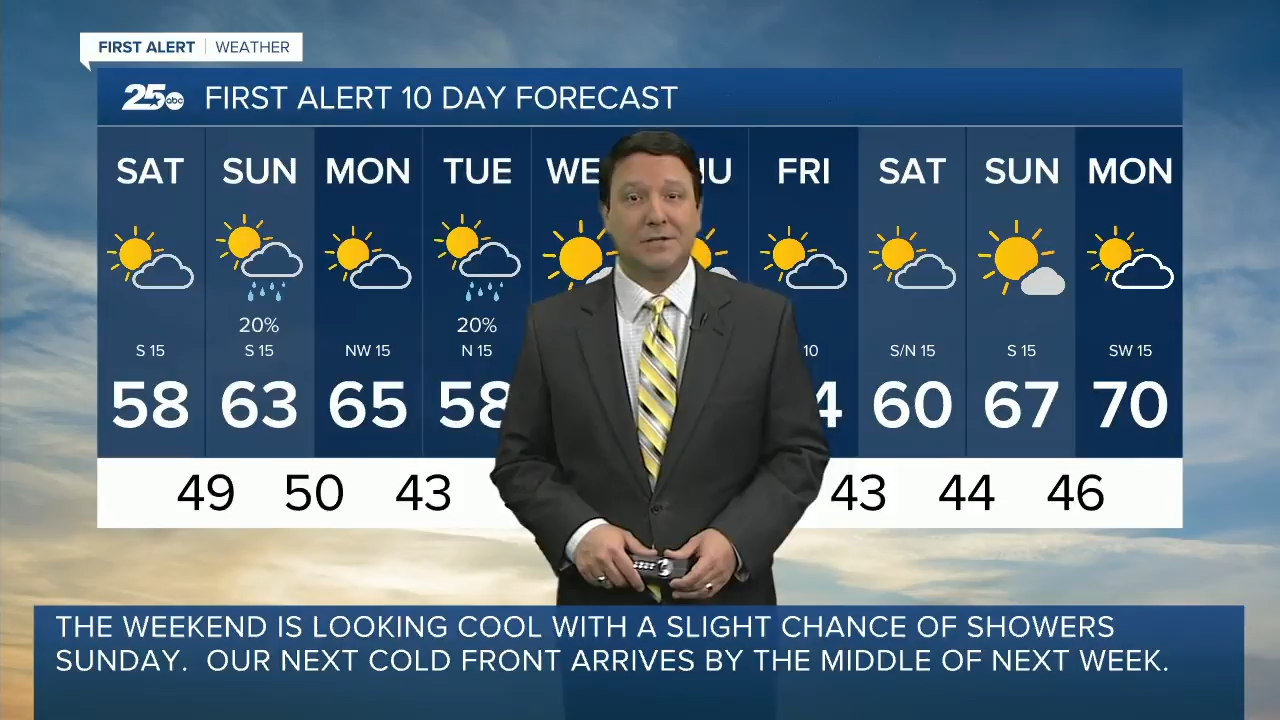 FIRST ALERT | WEATHER
25 abc FIRST ALERT 10 DAY FORECAST
SAT SUN MON TUE FRI SAT SUN MON
20% 20%
S 15 S 15 NW 15 N 15 10 S/N 15 S 15 SW 15
58 63 65 58 60 67 70
49 50 43 43 44 46
THE WEEKEND IS LOOKING COOL WITH A SLIGHT CHANCE OF SHOWERS
SUNDAY. OUR NEXT COLD FRONT ARRIVES BY THE MIDDLE OF NEXT WEEK.